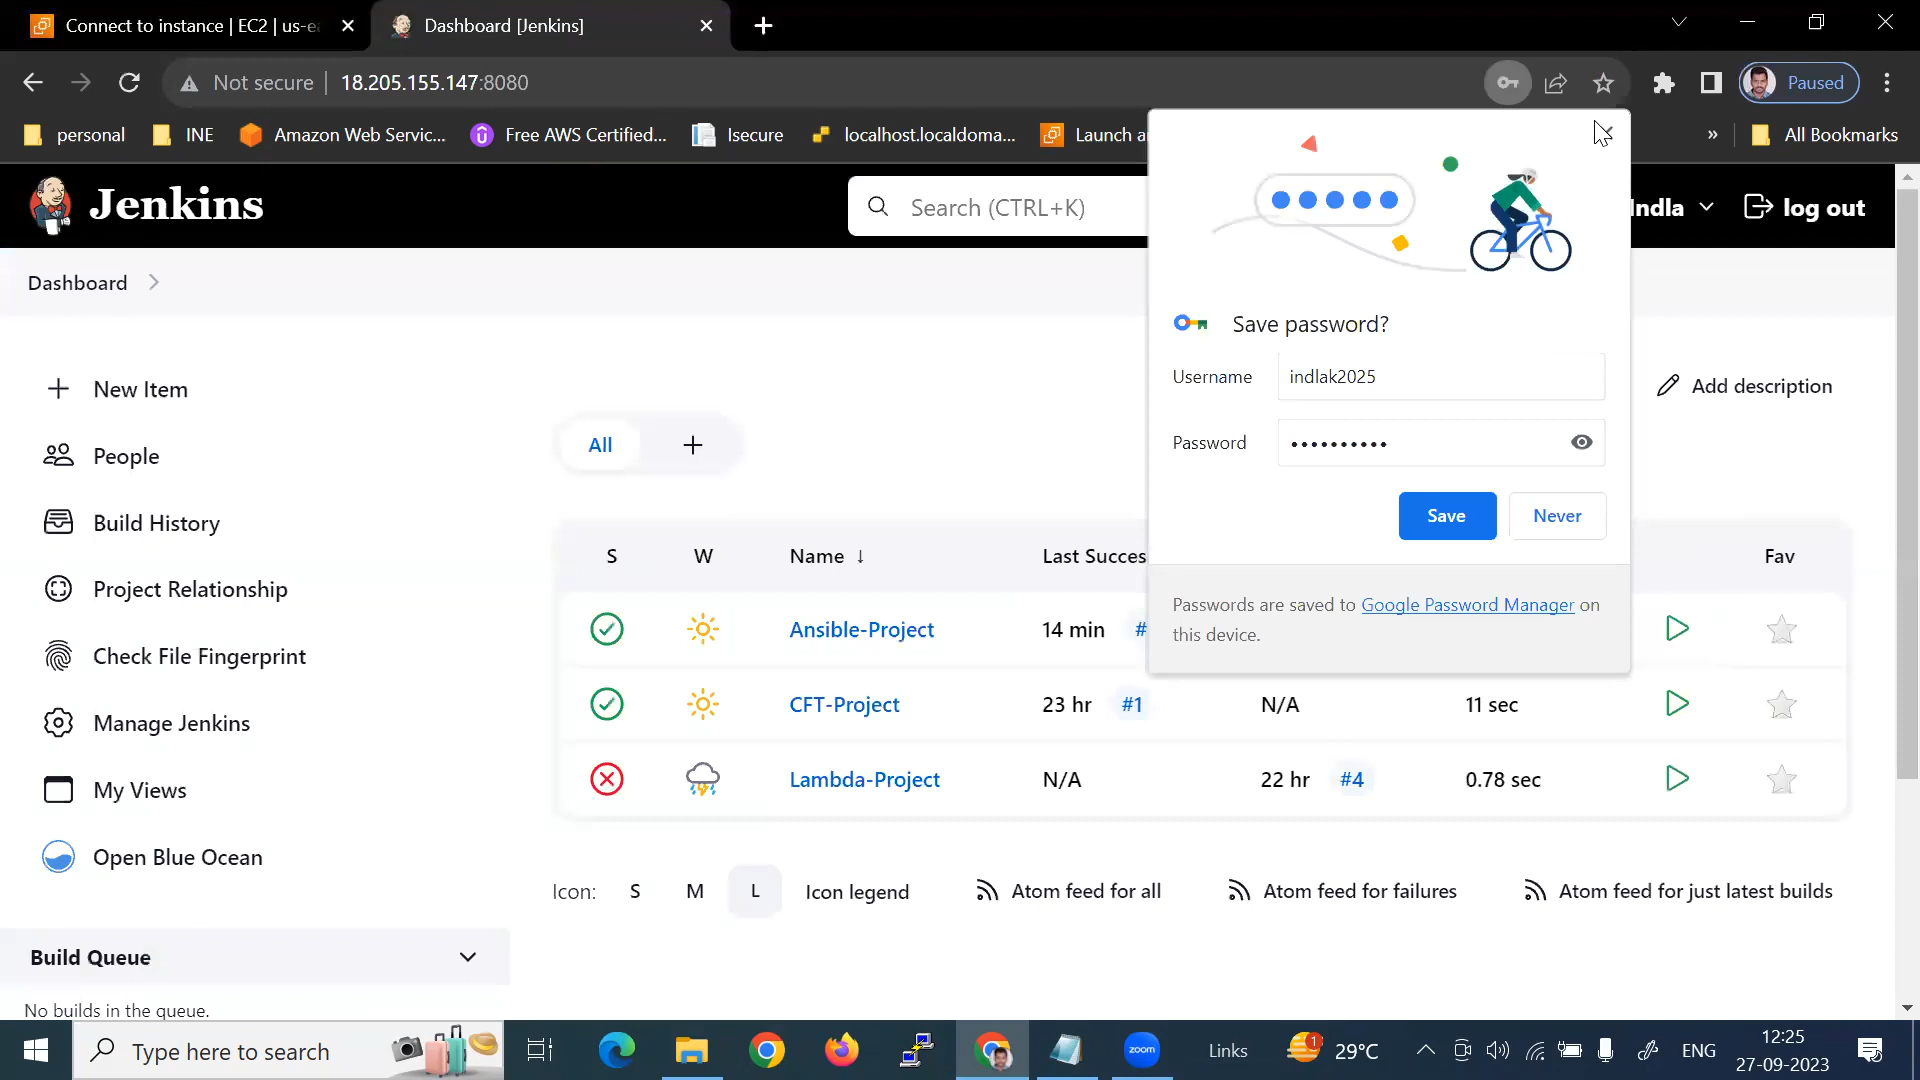 Connect to instance | EC2 | us-ea
Dashboard [Jenkins]
Not secure
18.205.155.147:8080
Paused
personal
INE
Amazon Web Servic...
Free AWS Certified...
Isecure
localhost.localdoma...
Launch a
»
All Bookmarks
Jenkins
Search (CTRL+K)
Indla
log out
Dashboard
Save password?
Username
indlak2025
Password
Save
Never
Passwords are saved to Google Password Manager on
this device.
New Item
People
Build History
Project Relationship
Check File Fingerprint
Manage Jenkins
My Views
Open Blue Ocean
Build Queue
No builds in the queue.
Add description
All
S W Name ↓ Last Succes Fav
Ansible-Project 14 min #
CFT-Project 23 hr #1 N/A 11 sec
Lambda-Project N/A 22 hr #4 0.78 sec
Icon: S M L Icon legend
Atom feed for all
Atom feed for failures
Atom feed for just latest builds
Type here to search
zoom
Links
1
29°C
ENG
12:25
27-09-2023